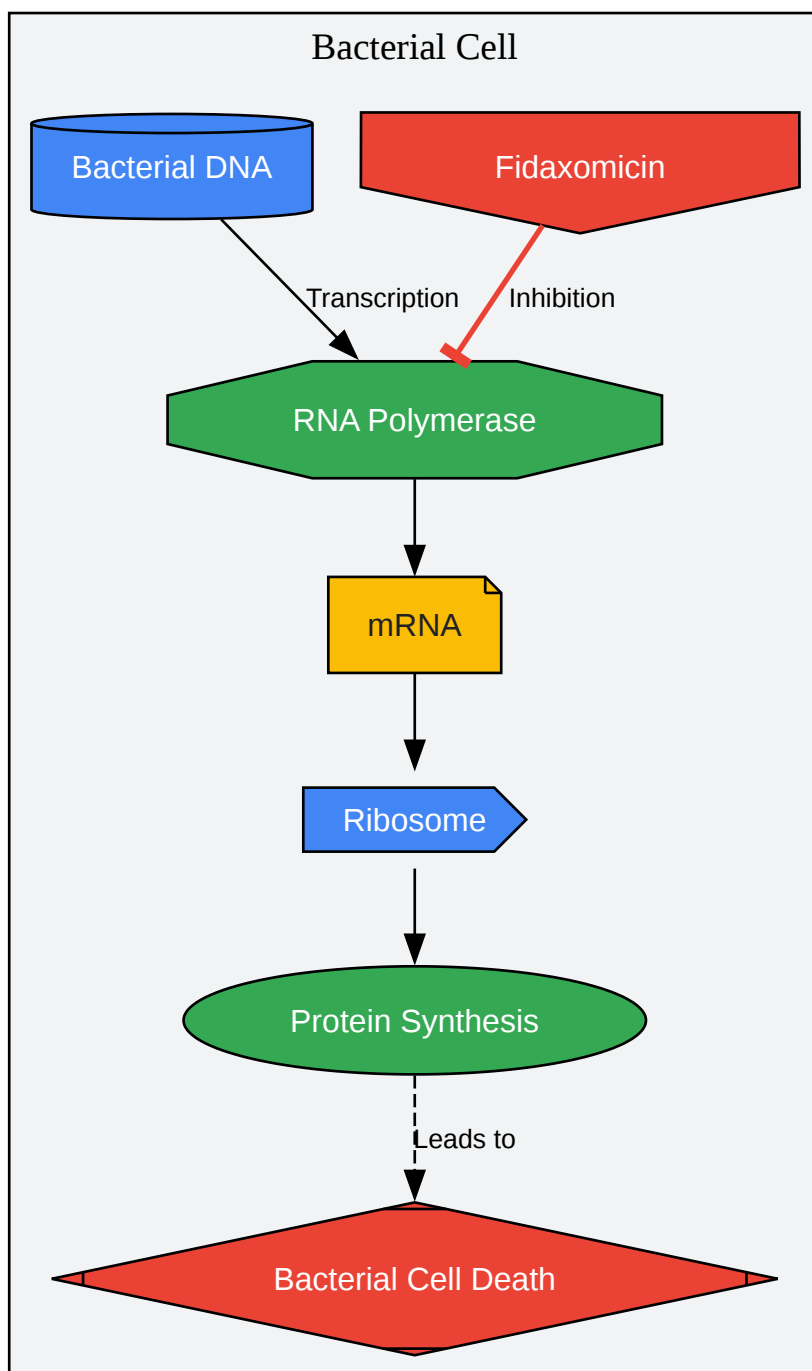 Bacterial Cell
Bacterial DNA
Fidaxomicin
Transcription
Inhibition
RNA Polymerase
mRNA
Ribosome
Protein Synthesis
Leads to
Bacterial Cell Death